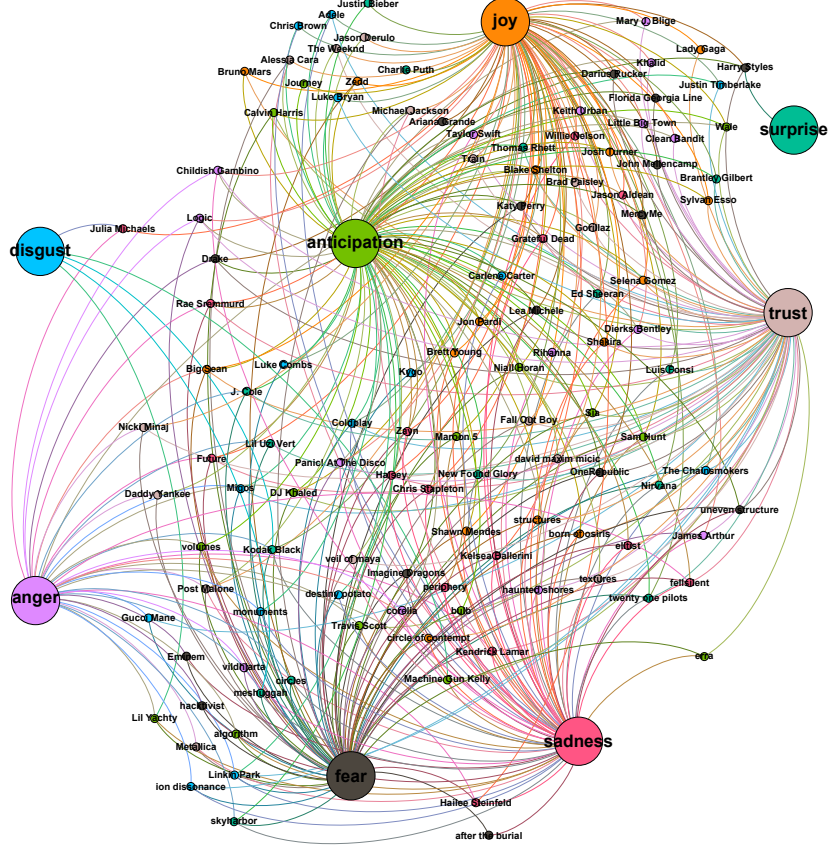 Justin Bieber
Adele
joy
Chris Brown
Mary J. Blige
Jason Derulo
The Weeknd
Lady Gaga
Alessia Cara
Khalid
Harry Styles
Bruno Mars
Charlie Puth
Darius Rucker
Journey
Zedd
Justin Timberlake
Luke Bryan
Florida Georgia Line
Calvin Harris
Michael Jackson
Keith Urban
Ariana Grande
Little Big Town
Wale
surprise
Taylor Swift
Willie Nelson
Clean Bandit
Thomas Rhett
Josh Turner
Train
John Mellencamp
Childish Gambino
Blake Shelton
Brantley Gilbert
Brad Paisley
Jason Aldean
Sylvan Esso
Katy Perry
MercyMe
Logic
Julia Michaels
Gorillaz
disgust
anticipation
Grateful Dead
Drake
Carlene Carter
Selena Gomez
Ed Sheeran
Rae Sremmurd
Lea Michele
trust
Jon Pardi
Dierks Bentley
Shakira
Brett Young
Rihanna
Big Sean
Luke Combs
Kygo
Niall Horan
Luis Fonsi
J. Cole
Sia
Nicki Minaj
Coldplay
Fall Out Boy
Zayn
Maroon 5
Sam Hunt
Lil Uzi Vert
Future
Panic! At The Disco
david maxim micic
Halsey
New Found Glory
OneRepublic
The Chainsmokers
Daddy Yankee
Migos
DJ Khaled
Chris Stapleton
Nirvana
uneven structure
structures
Shawn Mendes
born of osiris
James Arthur
volumes
Kodak Black
elitist
veil of maya
Kelsea Ballerini
Imagine Dragons
textures
Post Malone
periphery
haunted shores
fellsilent
anger
destiny potato
twenty one pilots
monuments
corelia
bulb
Gucci Mane
Travis Scott
circle of contempt
Eminem
Kendrick Lamar
erra
vildhjarta
circles
Machine Gun Kelly
meshuggah
hacktivist
Lil Yachty
algorithm
sadness
Metallica
Linkin Park
fear
ion dissonance
Hailee Steinfeld
skyharbor
after the burial